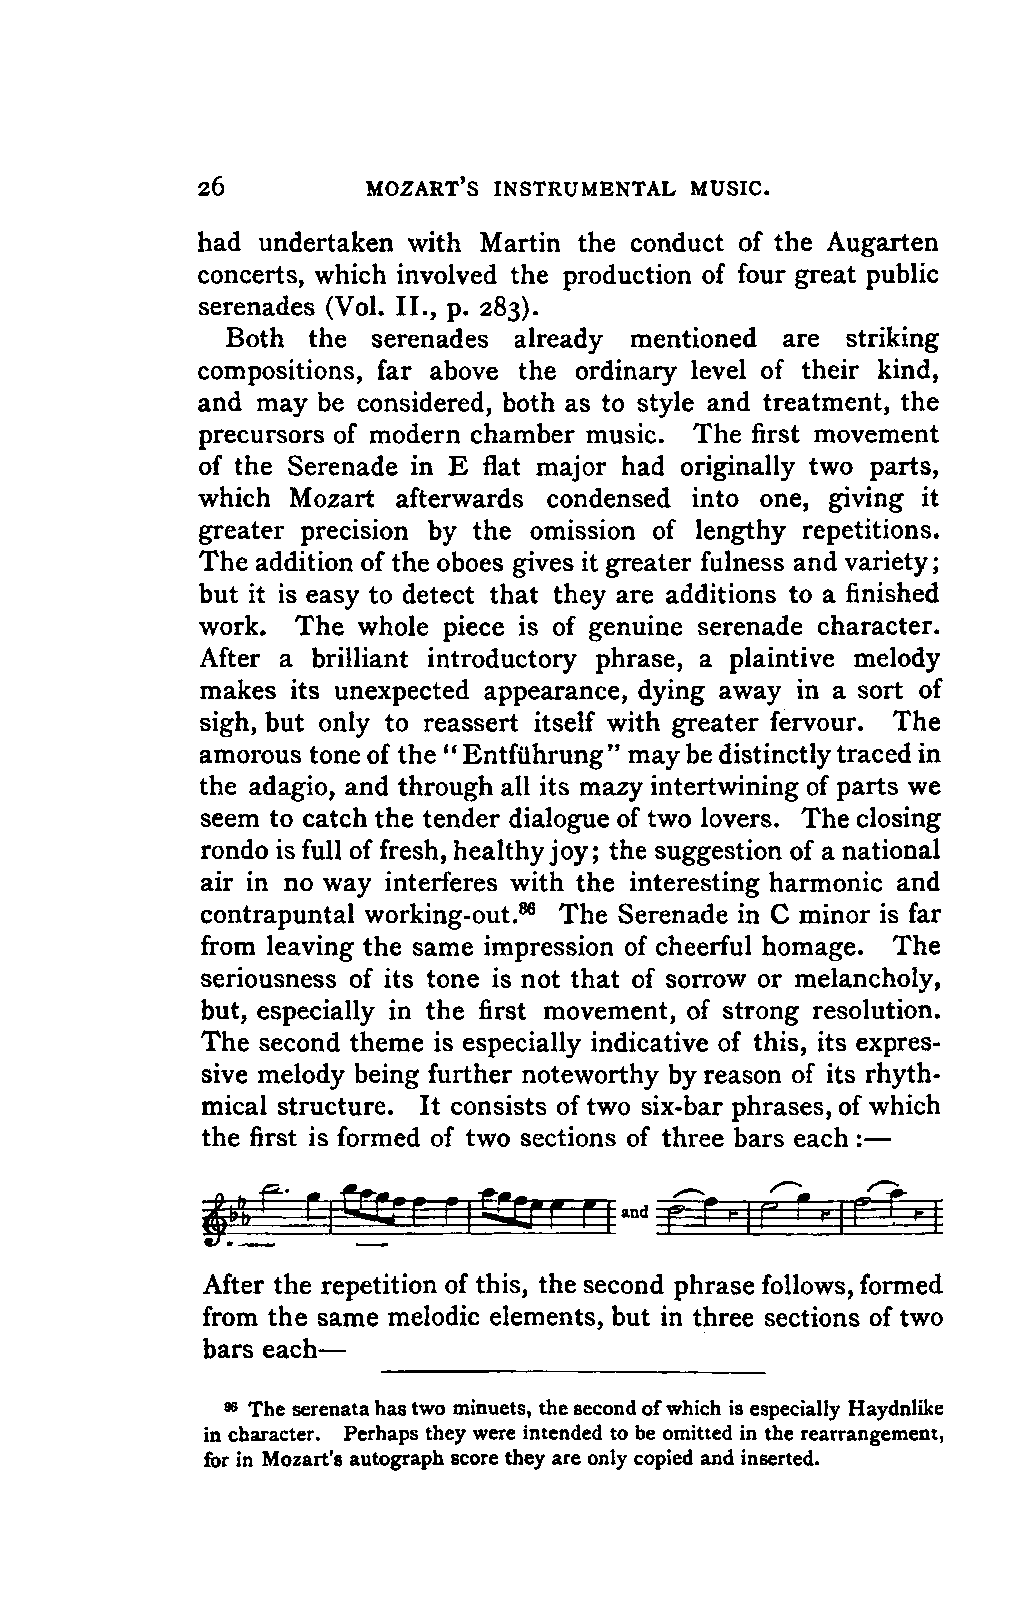 26 MOZART'S INSTRUMENTAL MUSIC.
had undertaken with Martin the conduct of the Augarten
concerts, which involved the production of four great public
serenades (Vol. II., p. 283).
Both the serenades already mentioned are striking
compositions, far above the ordinary level of their kind,
and may be considered, both as to style and treatment, the
precursors of modern chamber music. The first movement
of the Serenade in E flat major had originally two parts,
which Mozart afterwards condensed into one, giving it
greater precision by the omission of lengthy repetitions.
The addition of the oboes gives it greater fulness and variety;
but it is easy to detect that they are additions to a finished
work. The whole piece is of genuine serenade character.
After a brilliant introductory phrase, a plaintive melody
makes its unexpected appearance, dying away in a sort of
sigh, but only to reassert itself with greater fervour. The
amorous tone of the "Entführung" may be distinctly traced in
the adagio, and through all its mazy intertwining of parts we
seem to catch the tender dialogue of two lovers. The closing
rondo is full of fresh, healthy joy; the suggestion of a national
air in no way interferes with the interesting harmonic and
contrapuntal working-out.⁸⁶ The Serenade in C minor is far
from leaving the same impression of cheerful homage. The
seriousness of its tone is not that of sorrow or melancholy,
but, especially in the first movement, of strong resolution.
The second theme is especially indicative of this, its expres-
sive melody being further noteworthy by reason of its rhyth-
mical structure. It consists of two six-bar phrases, of which
the first is formed of two sections of three bars each :—
and
After the repetition of this, the second phrase follows, formed
from the same melodic elements, but in three sections of two
bars each—
⁸⁶ The serenata has two minuets, the second of which is especially Haydnlike
in character. Perhaps they were intended to be omitted in the rearrangement,
for in Mozart's autograph score they are only copied and inserted.